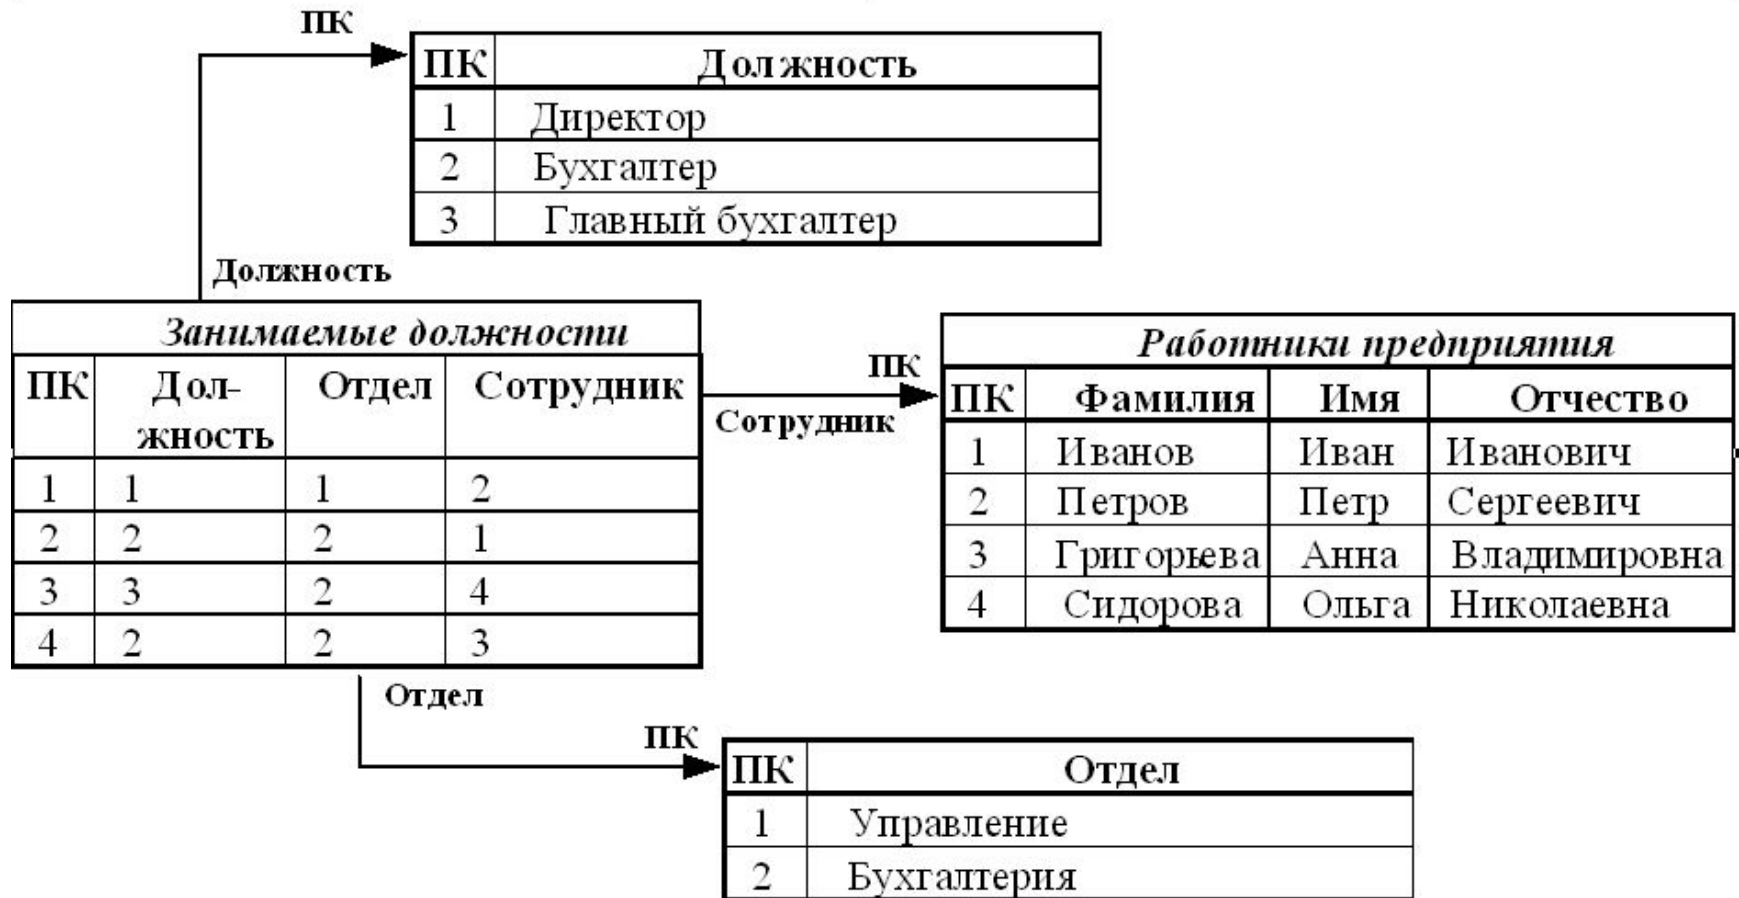 ПК
ПК Должность
1 Директор
2 Бухгалтер
3 Главный бухгалтер
Должность
Занимаемые должности
ПК Дол- Отдел Сотрудник
жность
1 1 1 2
2 2 2 1
3 3 2 4
4 2 2 3
ПК
Сотрудник
Работники предприятия
ПК Фамилия Имя Отчество
1 Иванов Иван Иванович
2 Петров Петр Сергеевич
3 Григорьева Анна Владимировна
4 Сидорова Ольга Николаевна
Отдел
ПК
ПК Отдел
1 Управление
2 Бухгалтерия